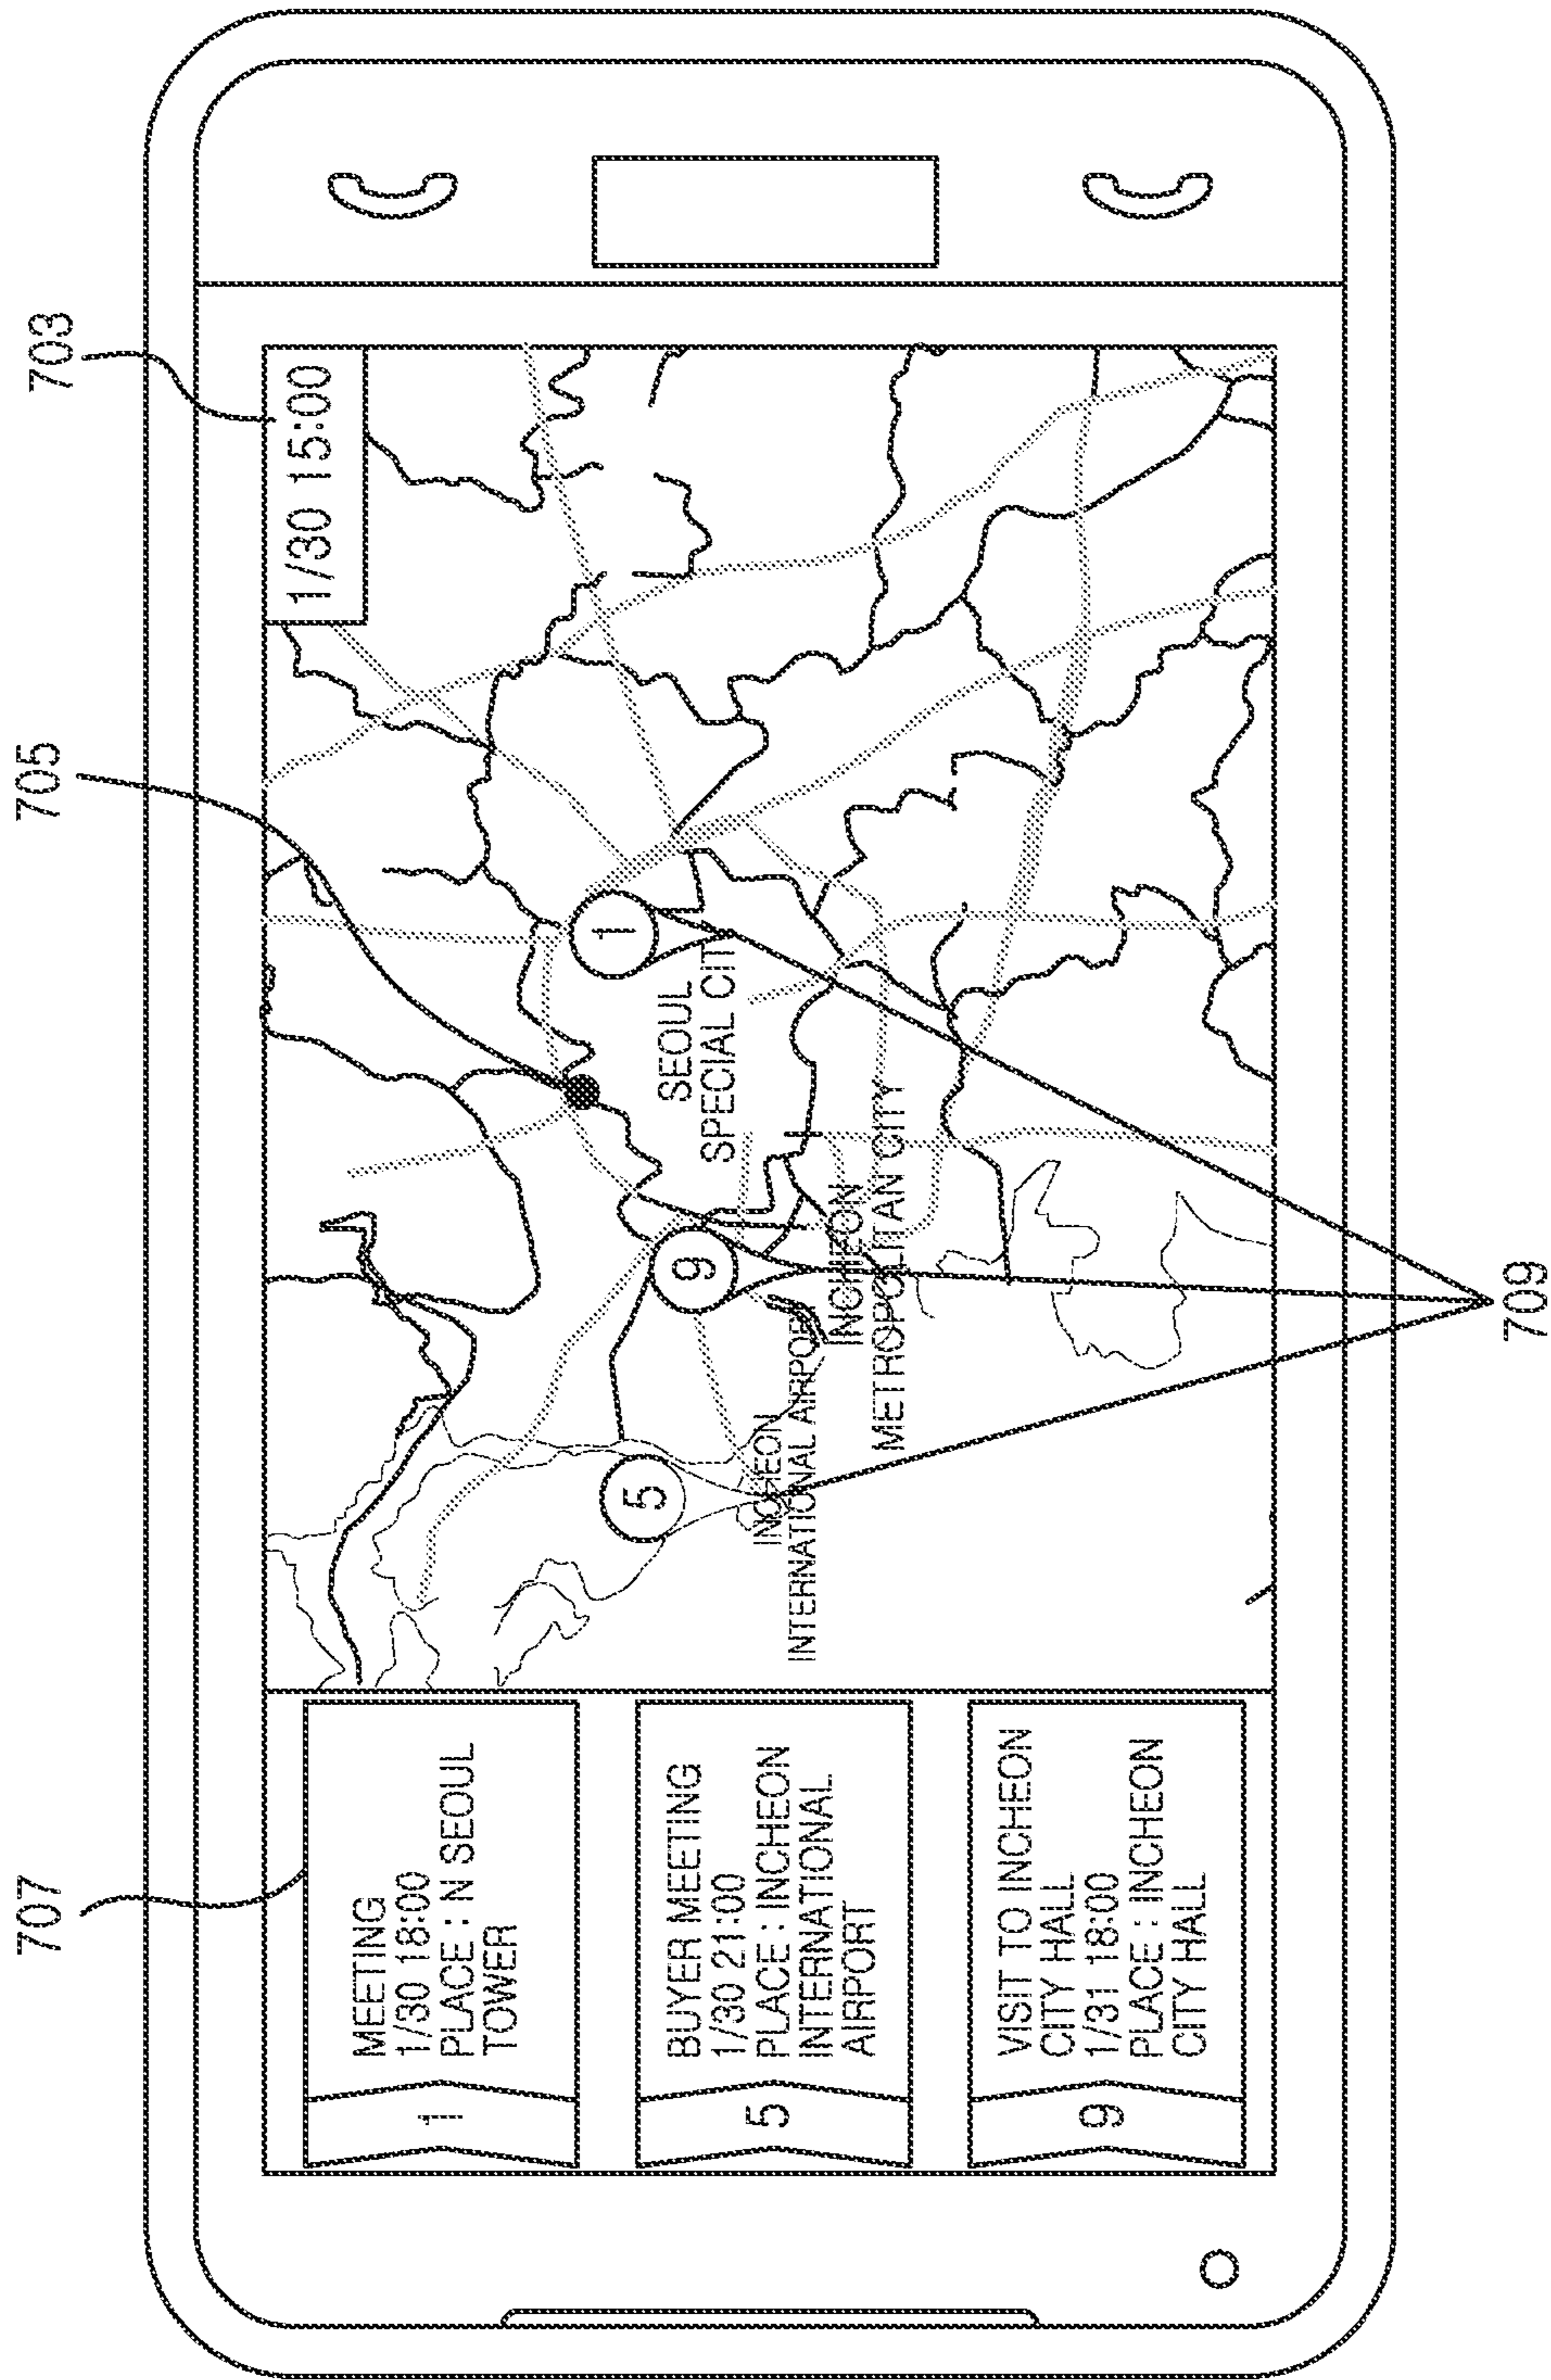 707
705
703
1
MEETING
1/30 18:00
PLACE : N SEOUL
TOWER
5
BUYER MEETING
1/30 21:00
PLACE : INCHEON
INTERNATIONAL
AIRPORT
9
VISIT TO INCHEON
CITY HALL
1/31 18:00
PLACE : INCHEON
CITY HALL
1/30 15:00
5
9
1
SEOUL
SPECIAL CITY
INCHEON
INTERNATIONAL AIRPORT
INCHEON
METROPOLITAN CITY
709